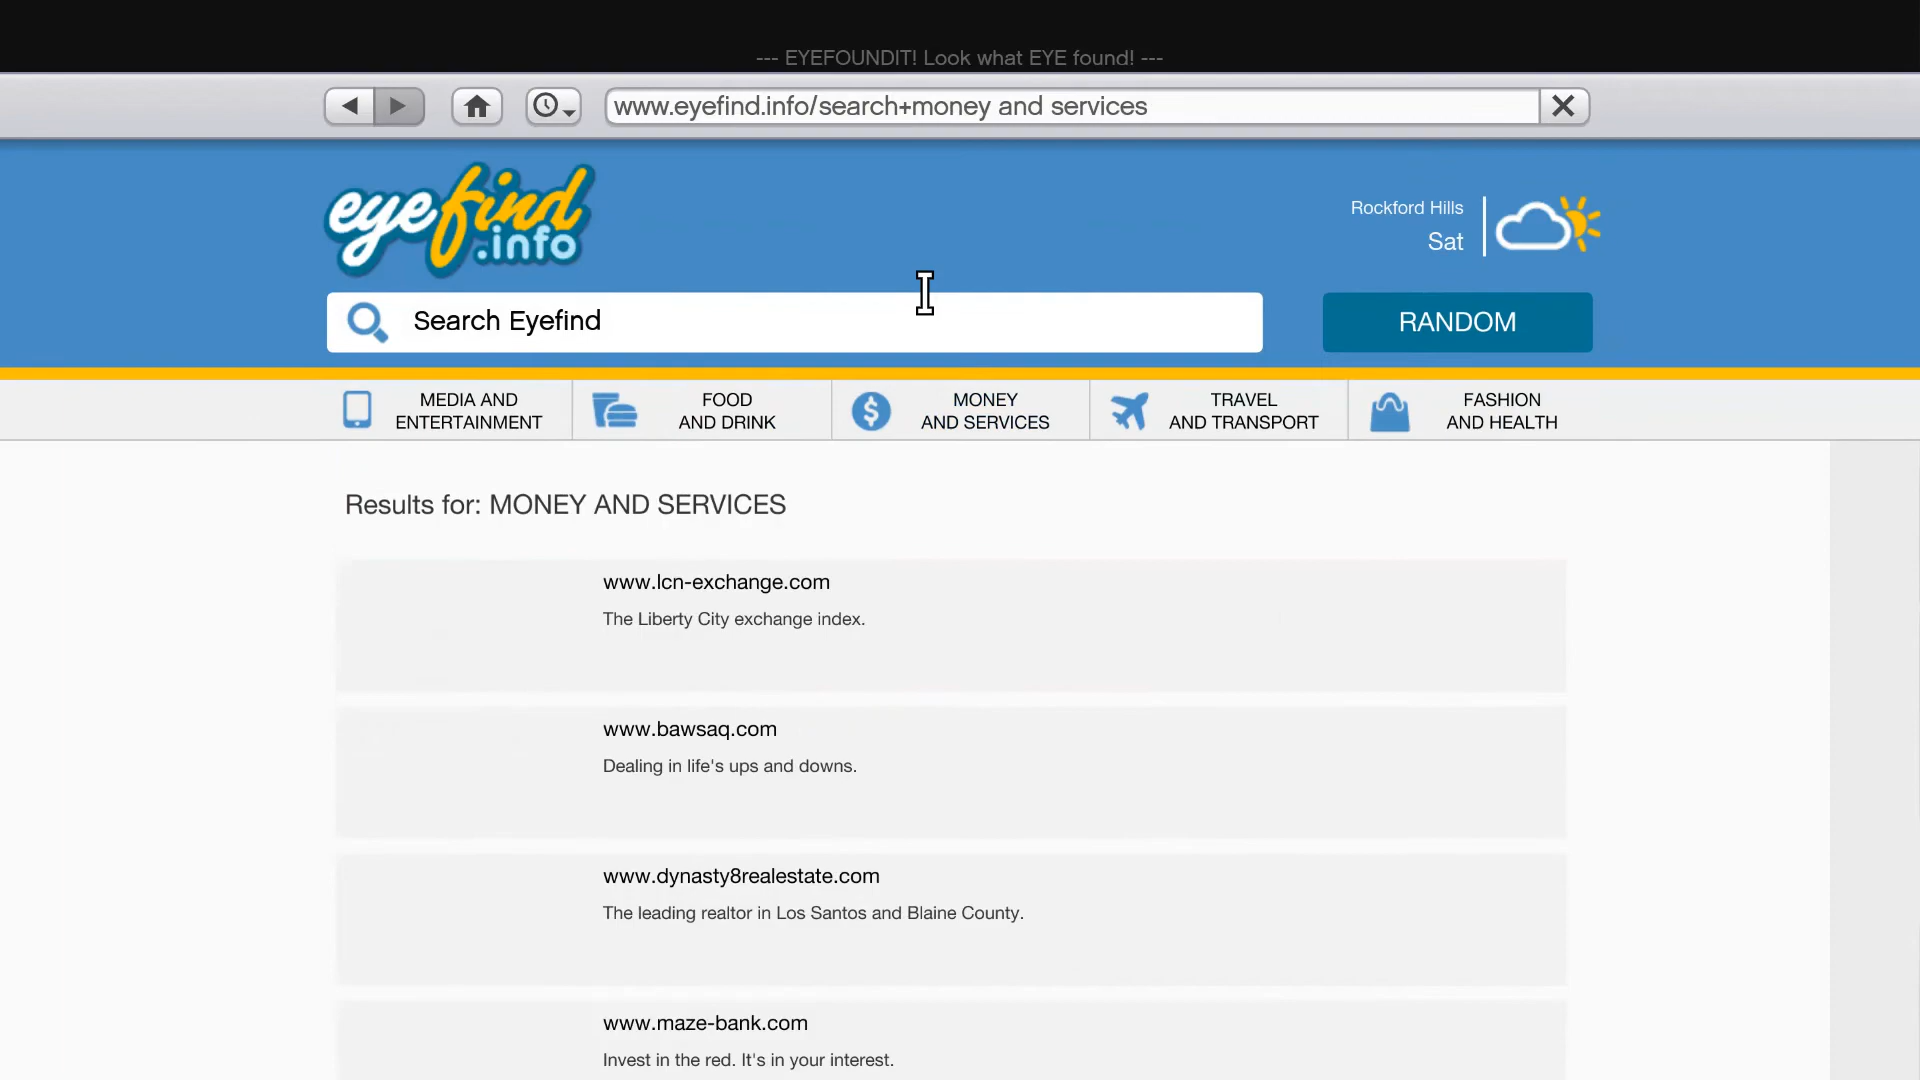 --- EYEFOUNDIT! Look what EYE found! ---
www.eyefind.info/search+money and services
eyefind
.info
Rockford Hills
Sat
Search Eyefind
RANDOM
MEDIA AND
ENTERTAINMENT
FOOD
AND DRINK
MONEY
AND SERVICES
TRAVEL
AND TRANSPORT
FASHION
AND HEALTH
Results for: MONEY AND SERVICES
www.lcn-exchange.com
The Liberty City exchange index.
www.bawsaq.com
Dealing in life's ups and downs.
www.dynasty8realestate.com
The leading realtor in Los Santos and Blaine County.
www.maze-bank.com
Invest in the red. It's in your interest.